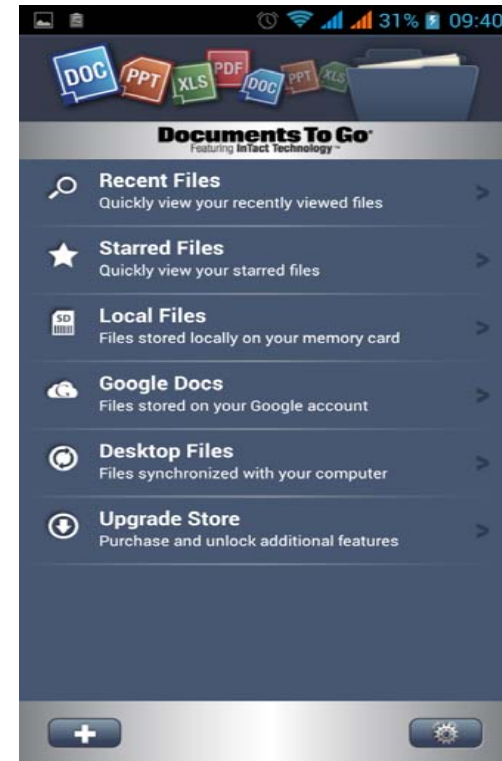 31% 09:40
DOC PPT XLS PDF DOC PPT XLS
Documents To Go
Featuring InTact Technology™
Recent Files
Quickly view your recently viewed files
Starred Files
Quickly view your starred files
SD
Local Files
Files stored locally on your memory card
Google Docs
Files stored on your Google account
Desktop Files
Files synchronized with your computer
Upgrade Store
Purchase and unlock additional features